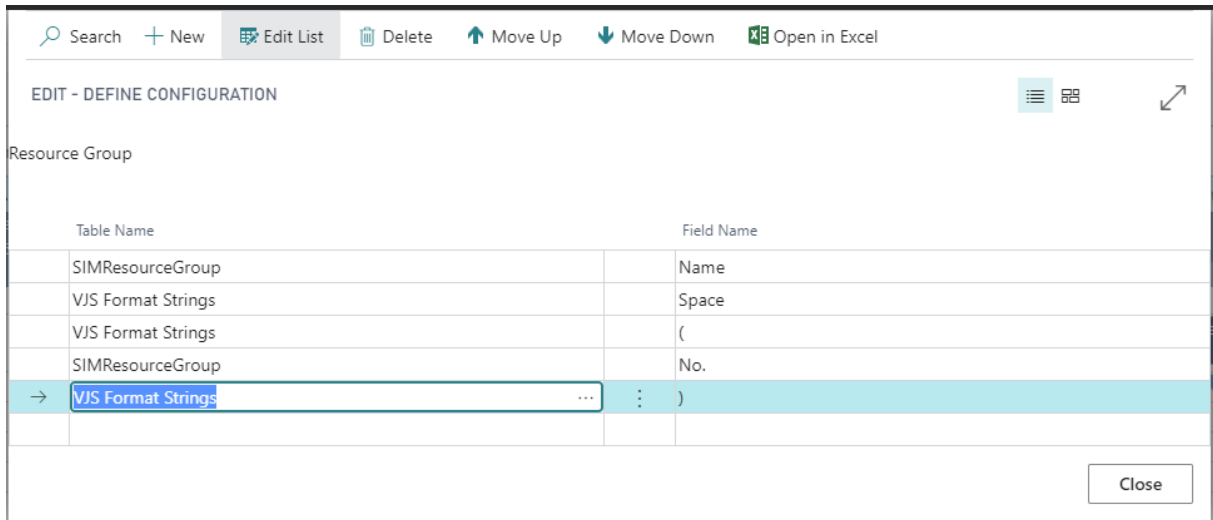 Search New Edit List Delete Move Up Move Down Open in Excel
EDIT - DEFINE CONFIGURATION
Resource Group
Table Name Field Name
SIMResourceGroup Name
VJS Format Strings Space
VJS Format Strings (
SIMResourceGroup No.
VJS Format Strings )
Close